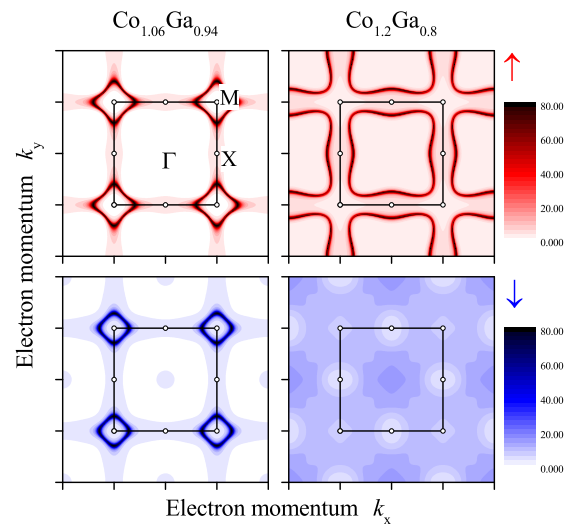 Co1.06Ga0.94
Co1.2Ga0.8
↑
M
Γ
X
80.00
60.00
40.00
20.00
0.000
↓
80.00
60.00
40.00
20.00
0.000
Electron momentum ky
Electron momentum kx